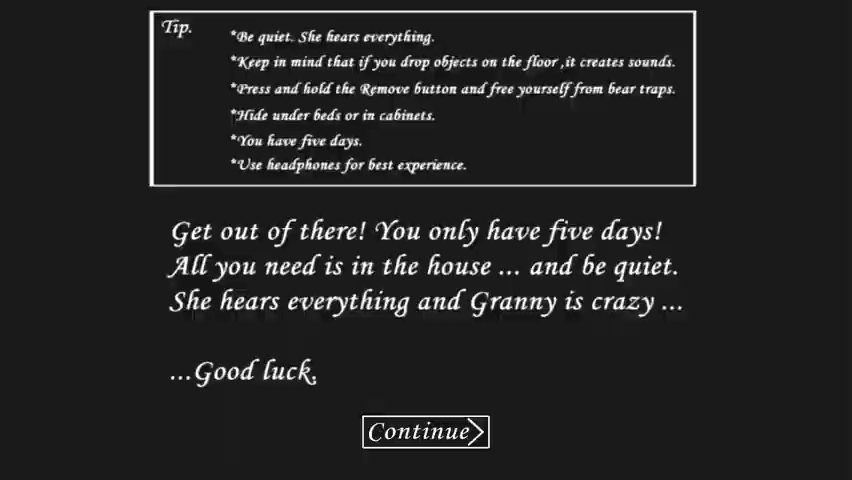 Tip.
*Be quiet. She hears everything.
*Keep in mind that if you drop objects on the floor ,it creates sounds.
*Press and hold the Remove button and free yourself from bear traps.
*Hide under beds or in cabinets.
*You have five days.
*Use headphones for best experience.
Get out of there! You only have five days!
All you need is in the house ... and be quiet.
She hears everything and Granny is crazy ...
...Good luck.
Continue>